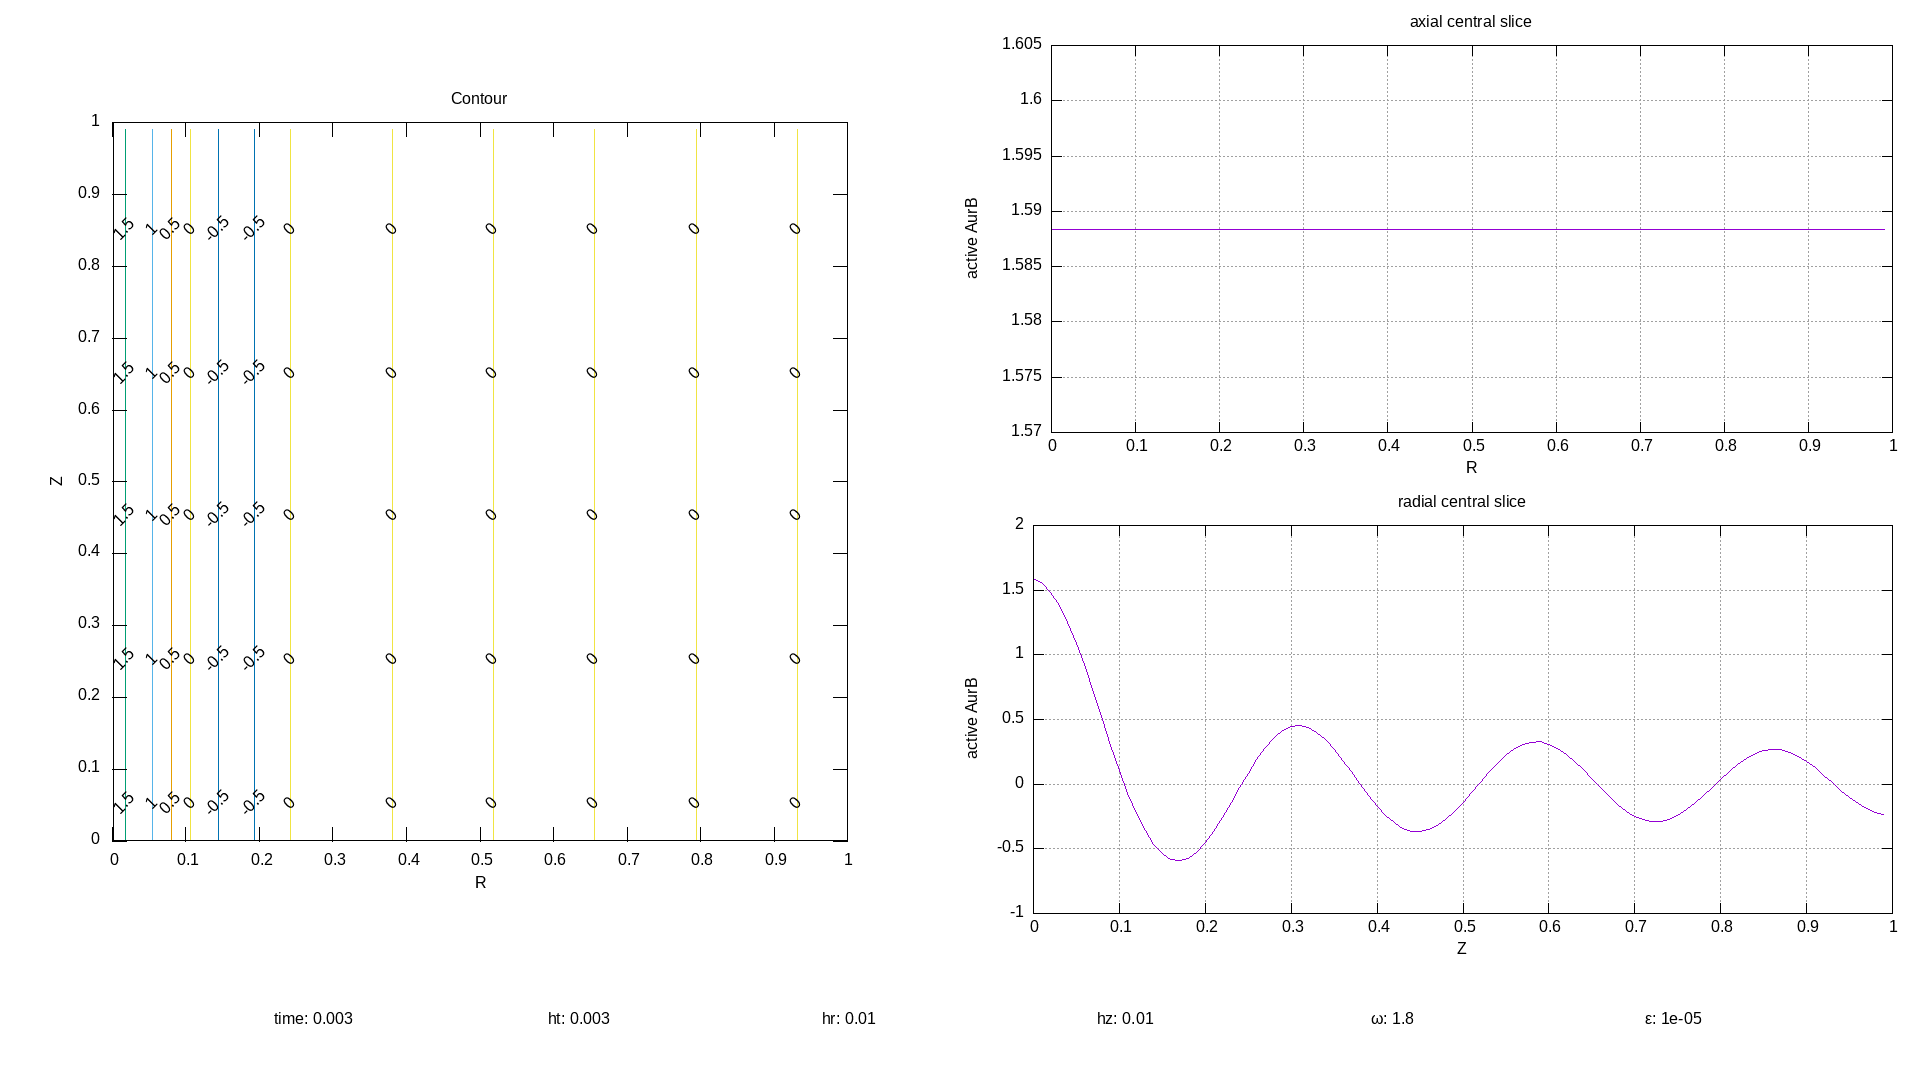 Contour
1
0.9
0.8
0.7
0.6
0.5
0.4
0.3
0.2
0.1
0
Z
1.5 1 0.5 0 -0.5 -0.5 0 0 0 0 0 0
1.5 1 0.5 0 -0.5 -0.5 0 0 0 0 0 0
1.5 1 0.5 0 -0.5 -0.5 0 0 0 0 0 0
1.5 1 0.5 0 -0.5 -0.5 0 0 0 0 0 0
1.5 1 0.5 0 -0.5 -0.5 0 0 0 0 0 0
0 0.1 0.2 0.3 0.4 0.5 0.6 0.7 0.8 0.9 1
R
axial central slice
1.605
1.6
1.595
1.59
1.585
1.58
1.575
1.57
active AurB
0 0.1 0.2 0.3 0.4 0.5 0.6 0.7 0.8 0.9 1
R
radial central slice
2
1.5
1
0.5
0
-0.5
-1
active AurB
0 0.1 0.2 0.3 0.4 0.5 0.6 0.7 0.8 0.9 1
Z
time: 0.003 ht: 0.003 hr: 0.01 hz: 0.01 ω: 1.8 ε: 1e-05